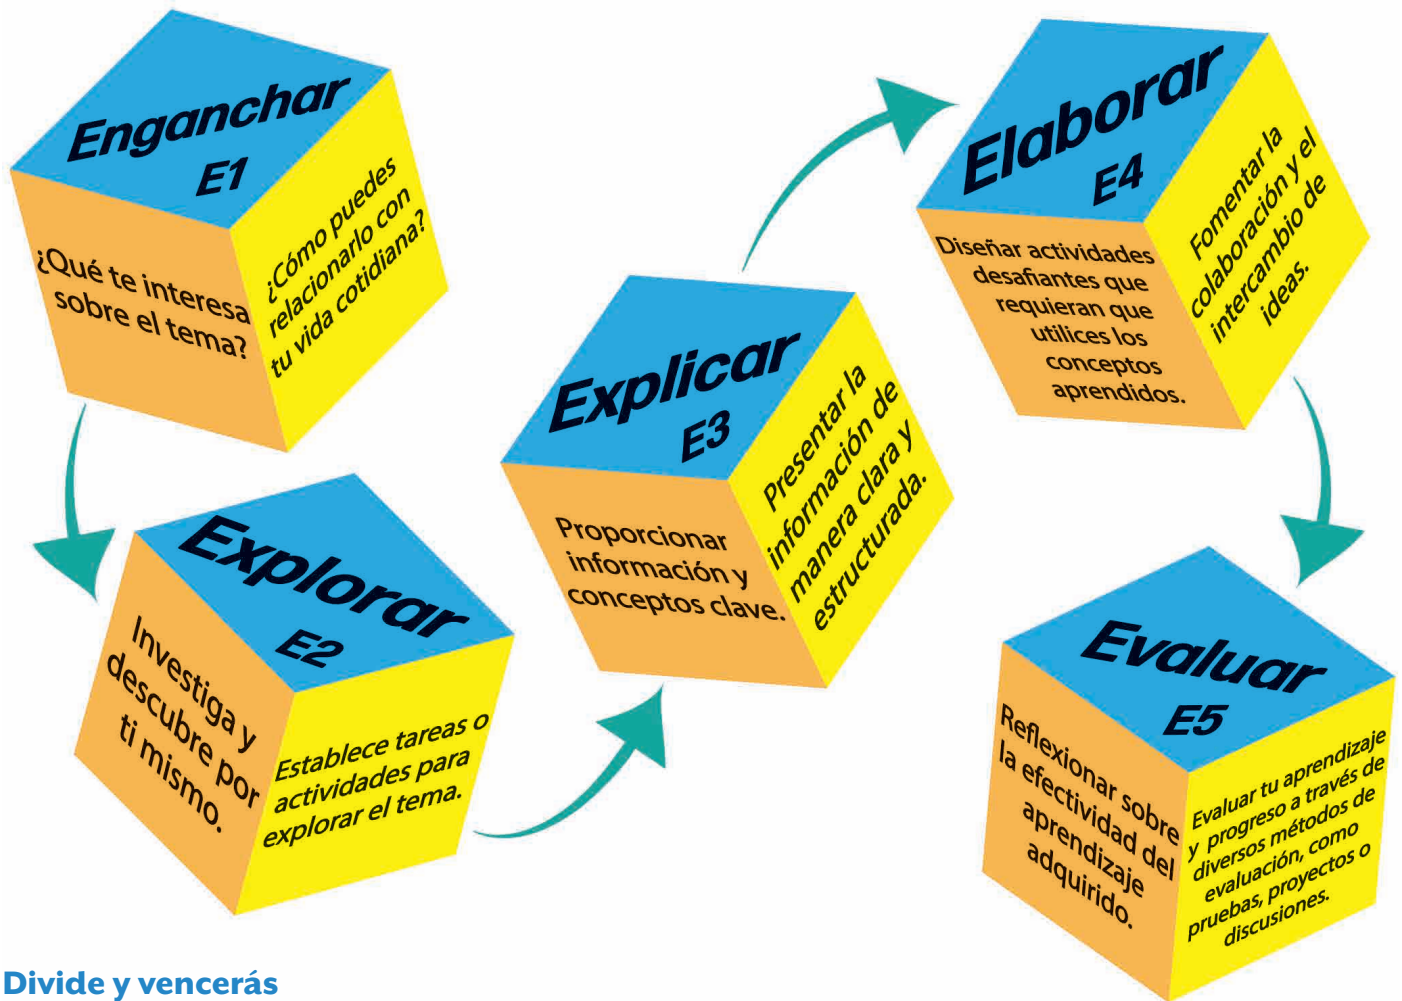 Enganchar
E1
¿Qué te interesa
sobre el tema?
¿Cómo puedes
relacionarlo con
tu vida cotidiana?
Explorar
E2
Investiga y
descubre por
ti mismo.
Establece tareas o
actividades para
explorar el tema.
Explicar
E3
Proporcionar
información y
conceptos clave.
Presentar la
información de
manera clara y
estructurada.
Elaborar
E4
Diseñar actividades
desafiantes que
requieran que
utilices los
conceptos
aprendidos.
Fomentar la
colaboración y el
intercambio de
ideas.
Evaluar
E5
Reflexionar sobre
la efectividad del
aprendizaje
adquirido.
Evaluar tu aprendizaje
y progreso a través de
diversos métodos de
evaluación, como
pruebas, proyectos o
discusiones.
Divide y vencerás